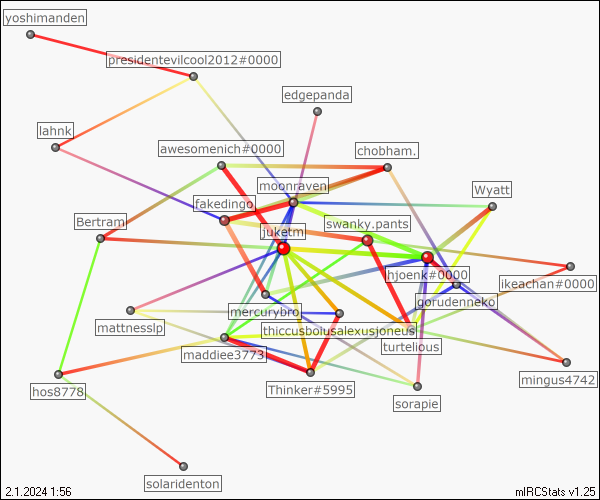 yoshimanden
presidentevilcool2012#0000
edgepanda
lahnk
awesomenich#0000
chobham.
moonraven
Wyatt
fakedingo
Bertram
swanky.pants
juketm
hjoenk#0000
ikeachan#0000
gorudenneko
mercurybro
mattnesslp
thiccusbolusalexusjoneus
turtelious
maddiee3773
mingus4742
Thinker#5995
hos8778
sorapie
solaridenton
2.1.2024 1:56
mIRCStats v1.25